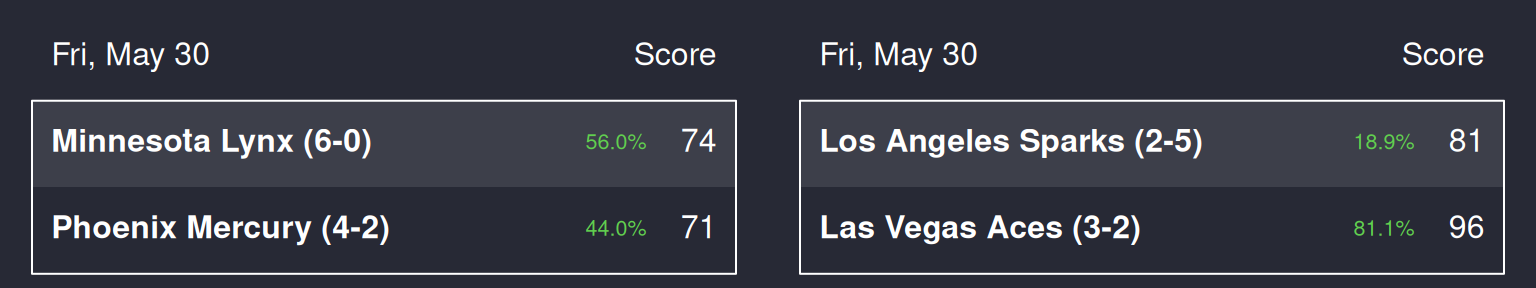 Fri, May 30 Score
Minnesota Lynx (6-0) 56.0% 74
Phoenix Mercury (4-2) 44.0% 71
Fri, May 30 Score
Los Angeles Sparks (2-5) 18.9% 81
Las Vegas Aces (3-2) 81.1% 96